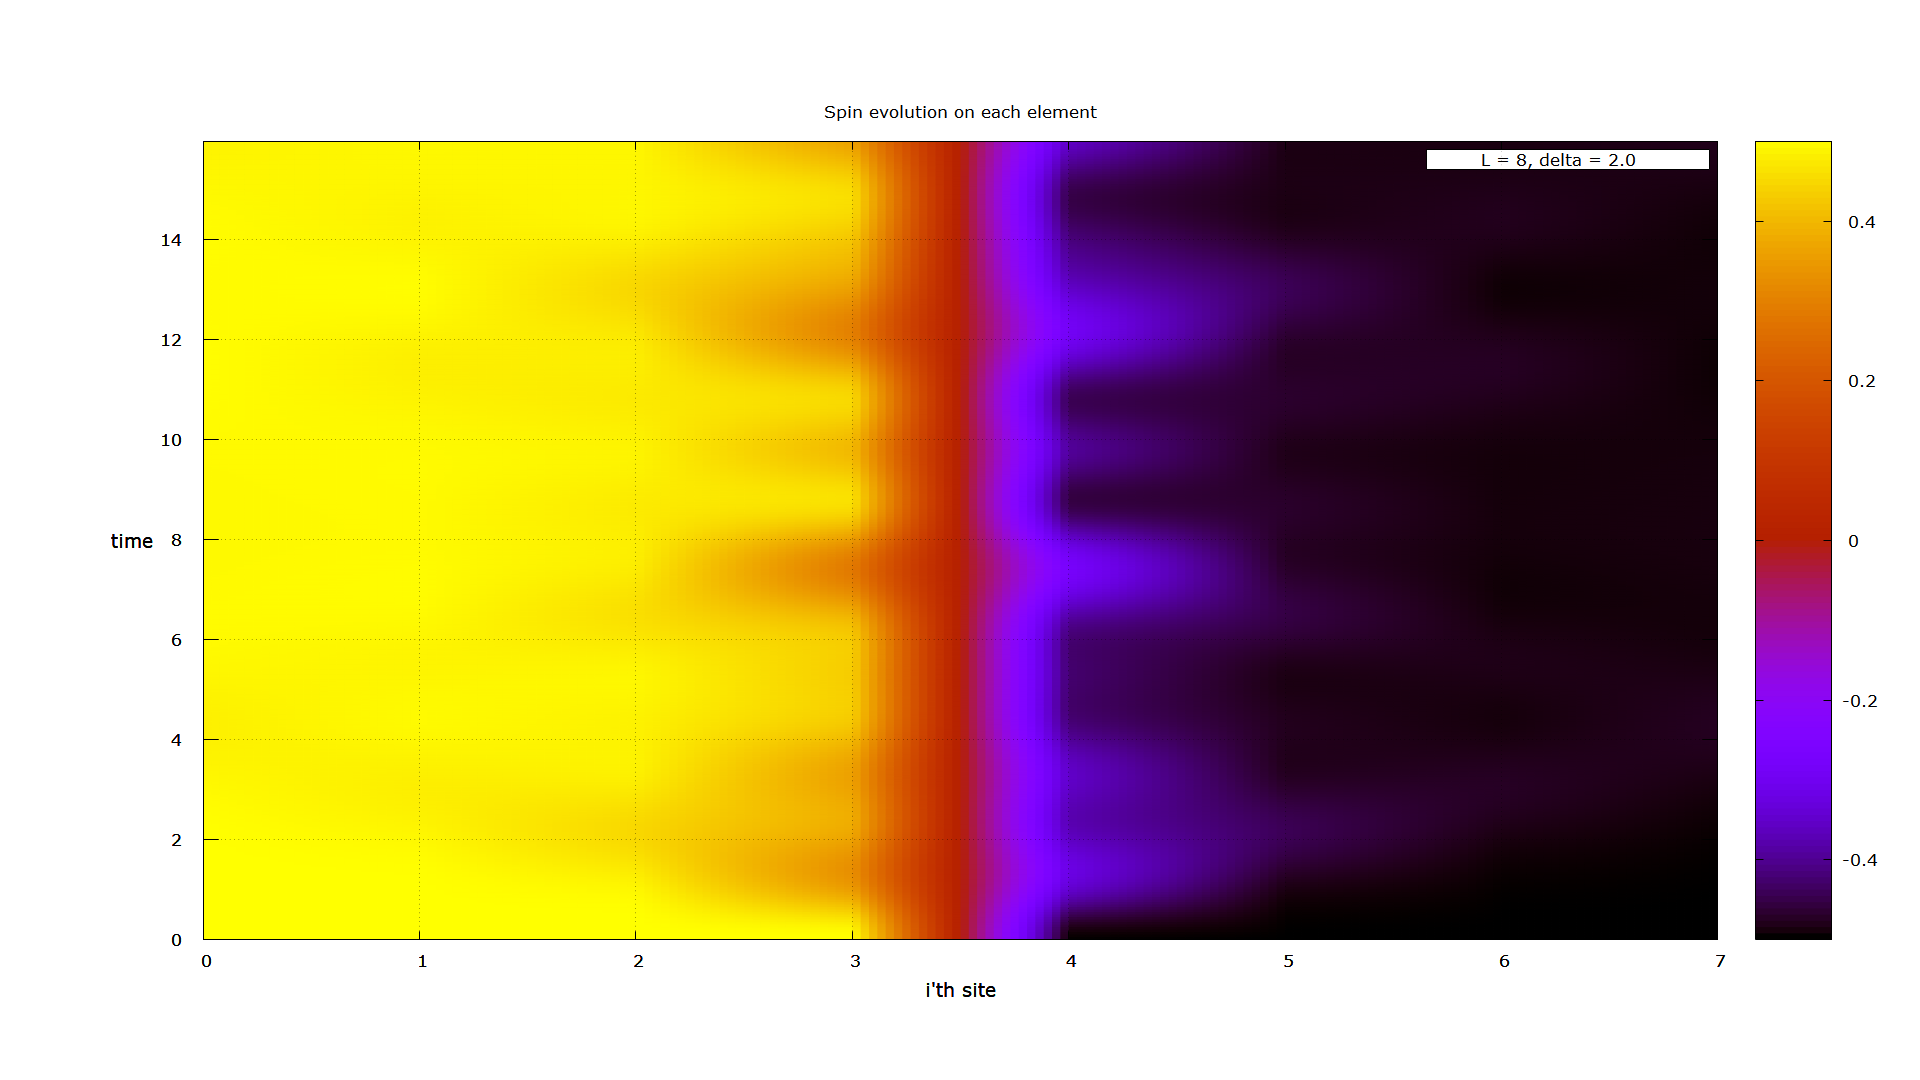 Spin evolution on each element
L = 8, delta = 2.0
14
12
10
time 8
6
4
2
0
0 1 2 3 4 5 6 7
i'th site
0.4
0.2
0
-0.2
-0.4